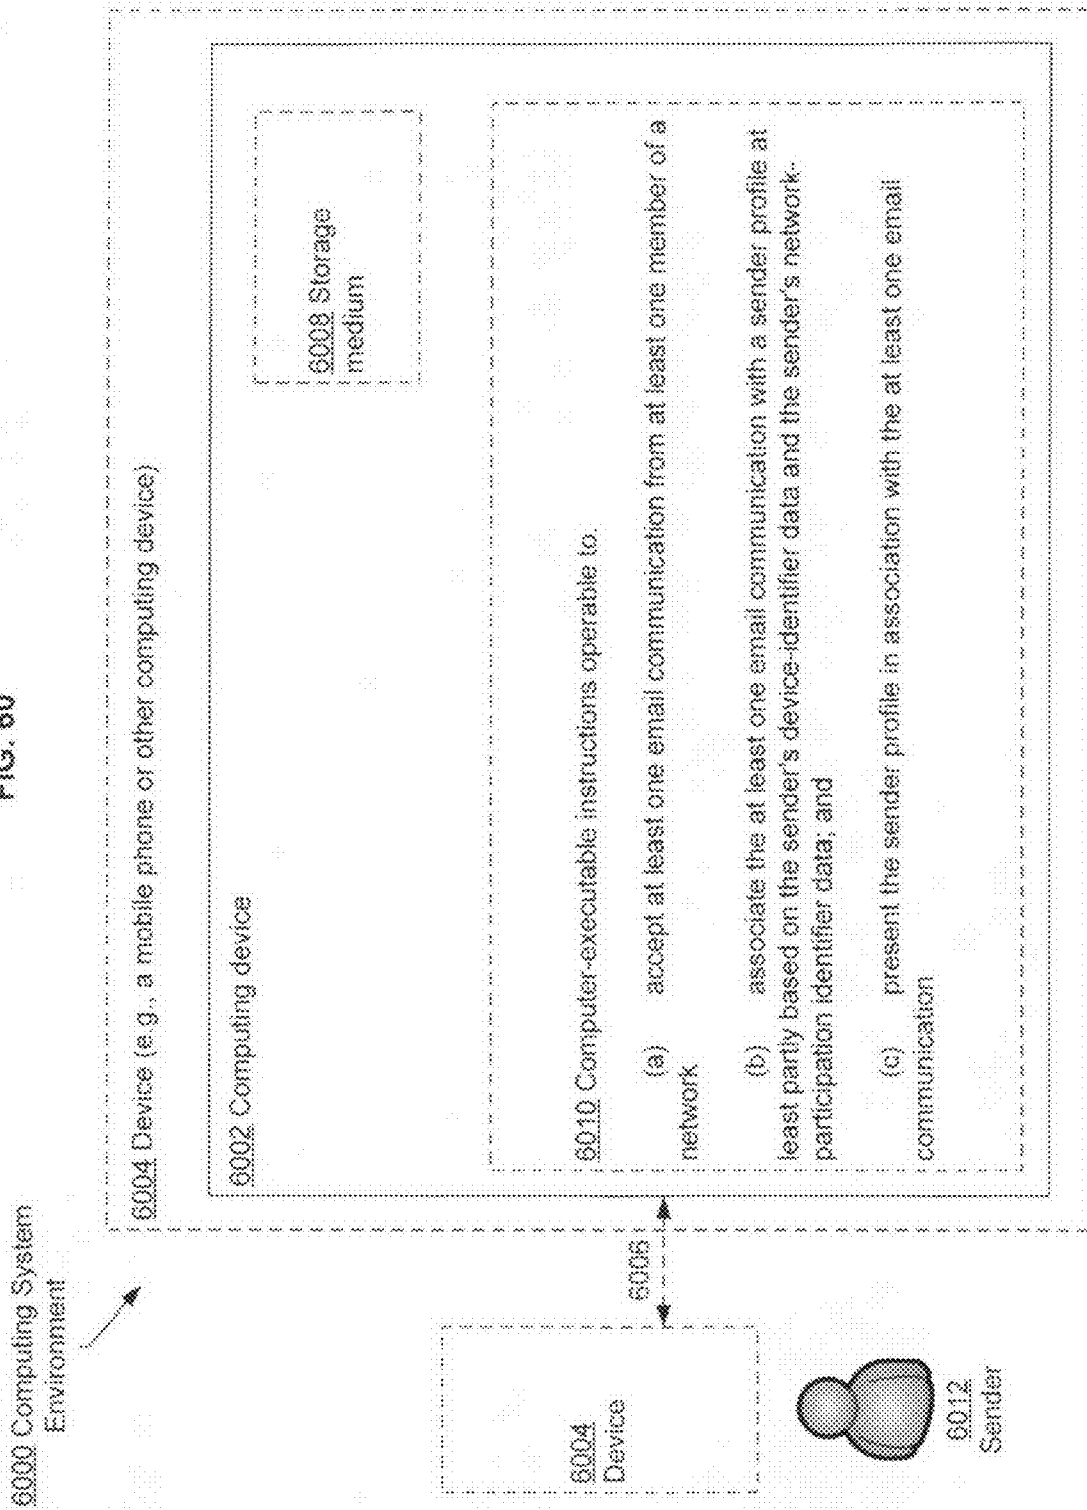 FIG. 60
6000 Computing System
Environment
6004 Device (e.g., a mobile phone or other computing device)
6002 Computing device
6008 Storage
medium
6010 Computer-executable instructions operable to:
(a) accept at least one email communication from at least one member of a
network
(b) associate the at least one email communication with a sender profile at
least partly based on the sender's device-identifier data and the sender's network-
participation identifier data; and
(c) present the sender profile in association with the at least one email
communication
6006
6004
Device
6012
Sender